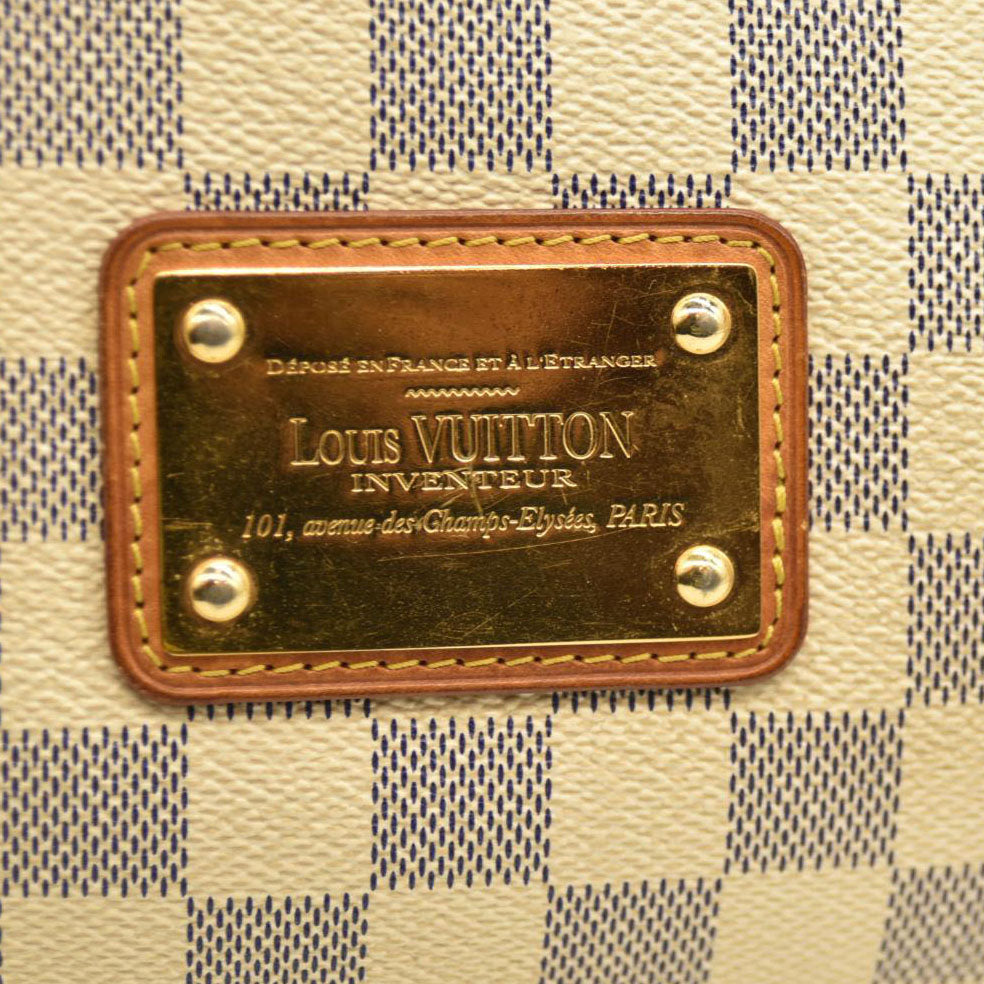 DÉPOSÉ EN FRANCE ET À L'ETRANGER
LOUIS VUITTON
INVENTEUR
101, avenue des Champs-Elysées, PARIS